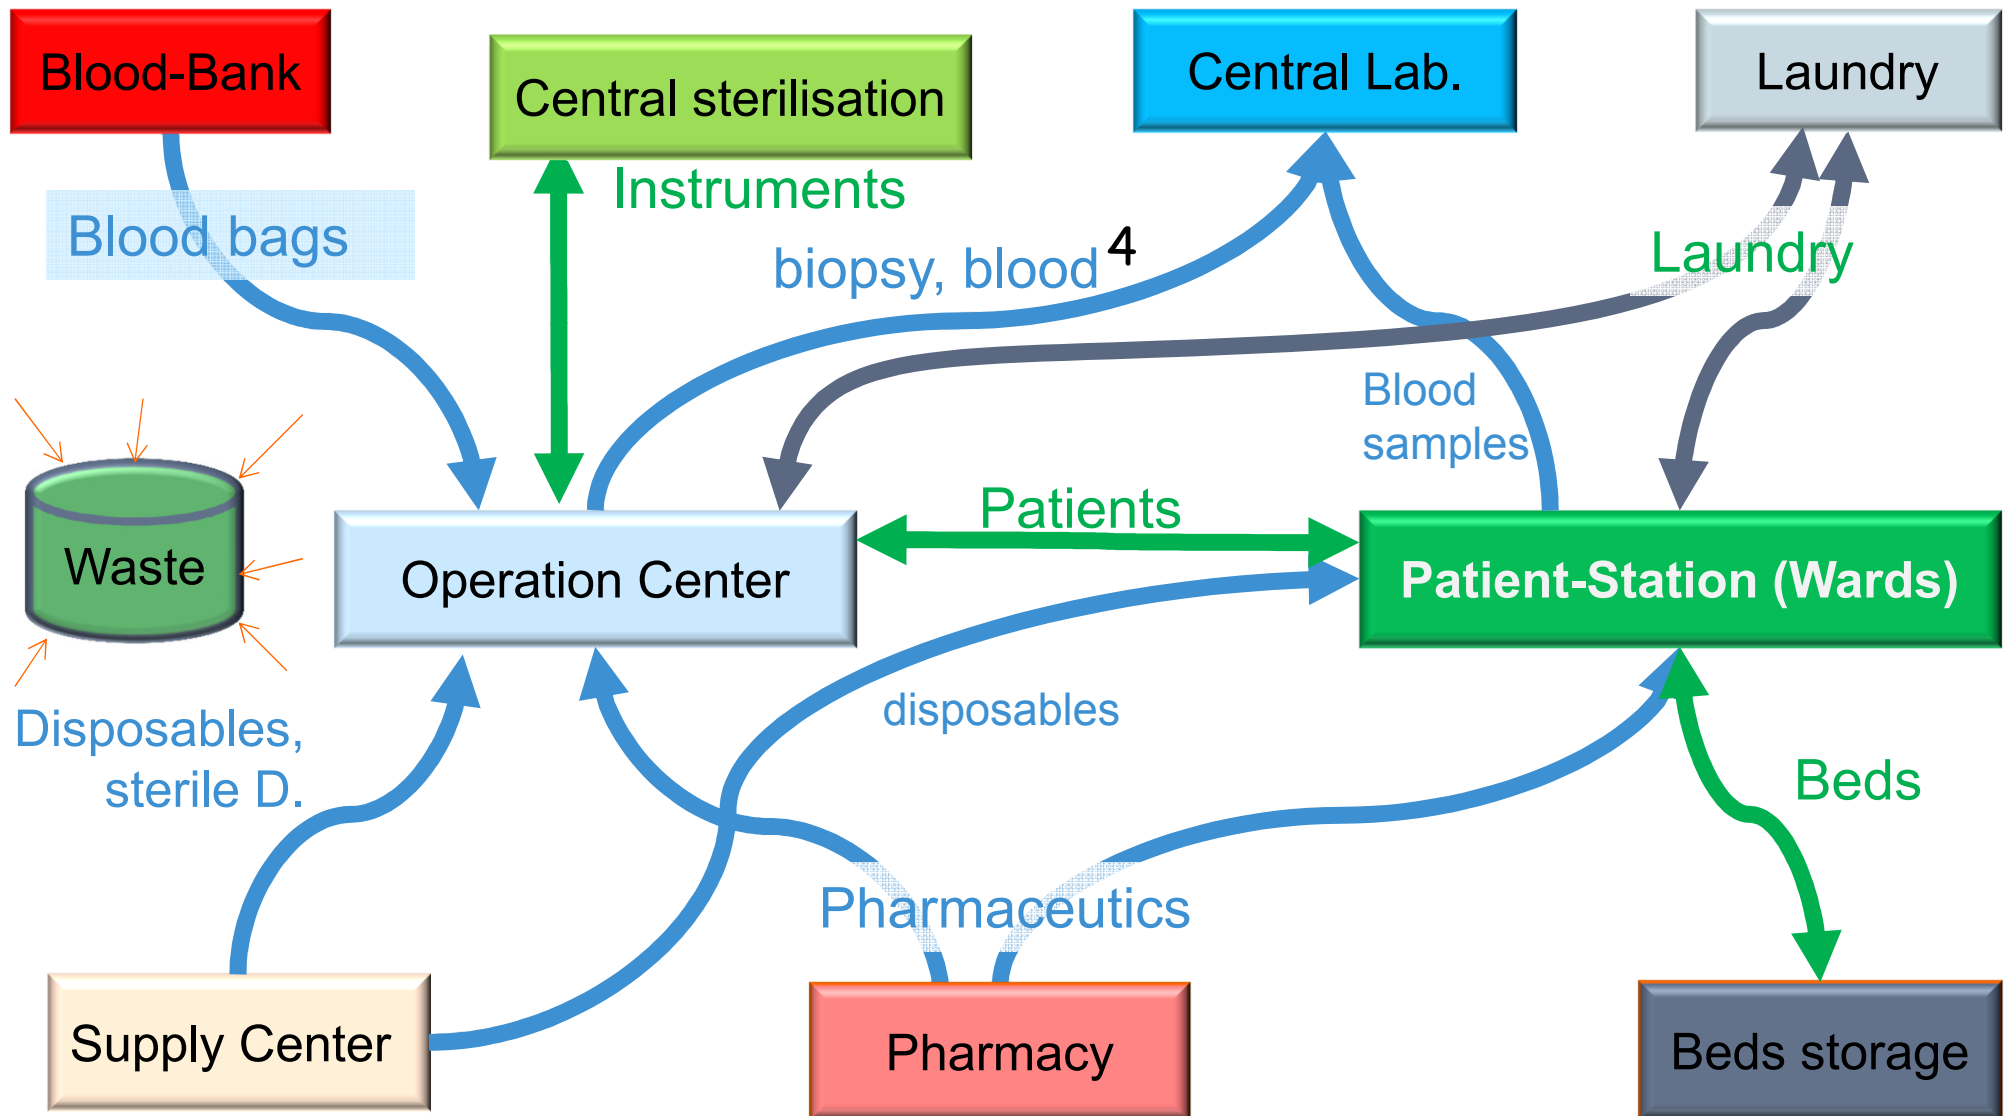 Blood-Bank
Central sterilisation
Central Lab.
Laundry
Instruments
Blood bags
biopsy, blood 4
Laundry
Blood
samples
Patients
Waste
Operation Center
Patient-Station (Wards)
Disposables,
sterile D.
disposables
Beds
Pharmaceutics
Supply Center
Pharmacy
Beds storage